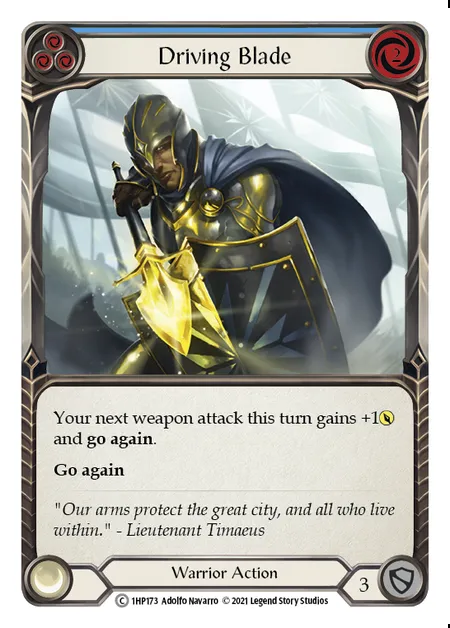 Driving Blade
2
Your next weapon attack this turn gains +1
and go again.
Go again
"Our arms protect the great city, and all who live
within." - Lieutenant Timaeus
Warrior Action
3
C 1HP173 Adolfo Navarro © 2021 Legend Story Studios